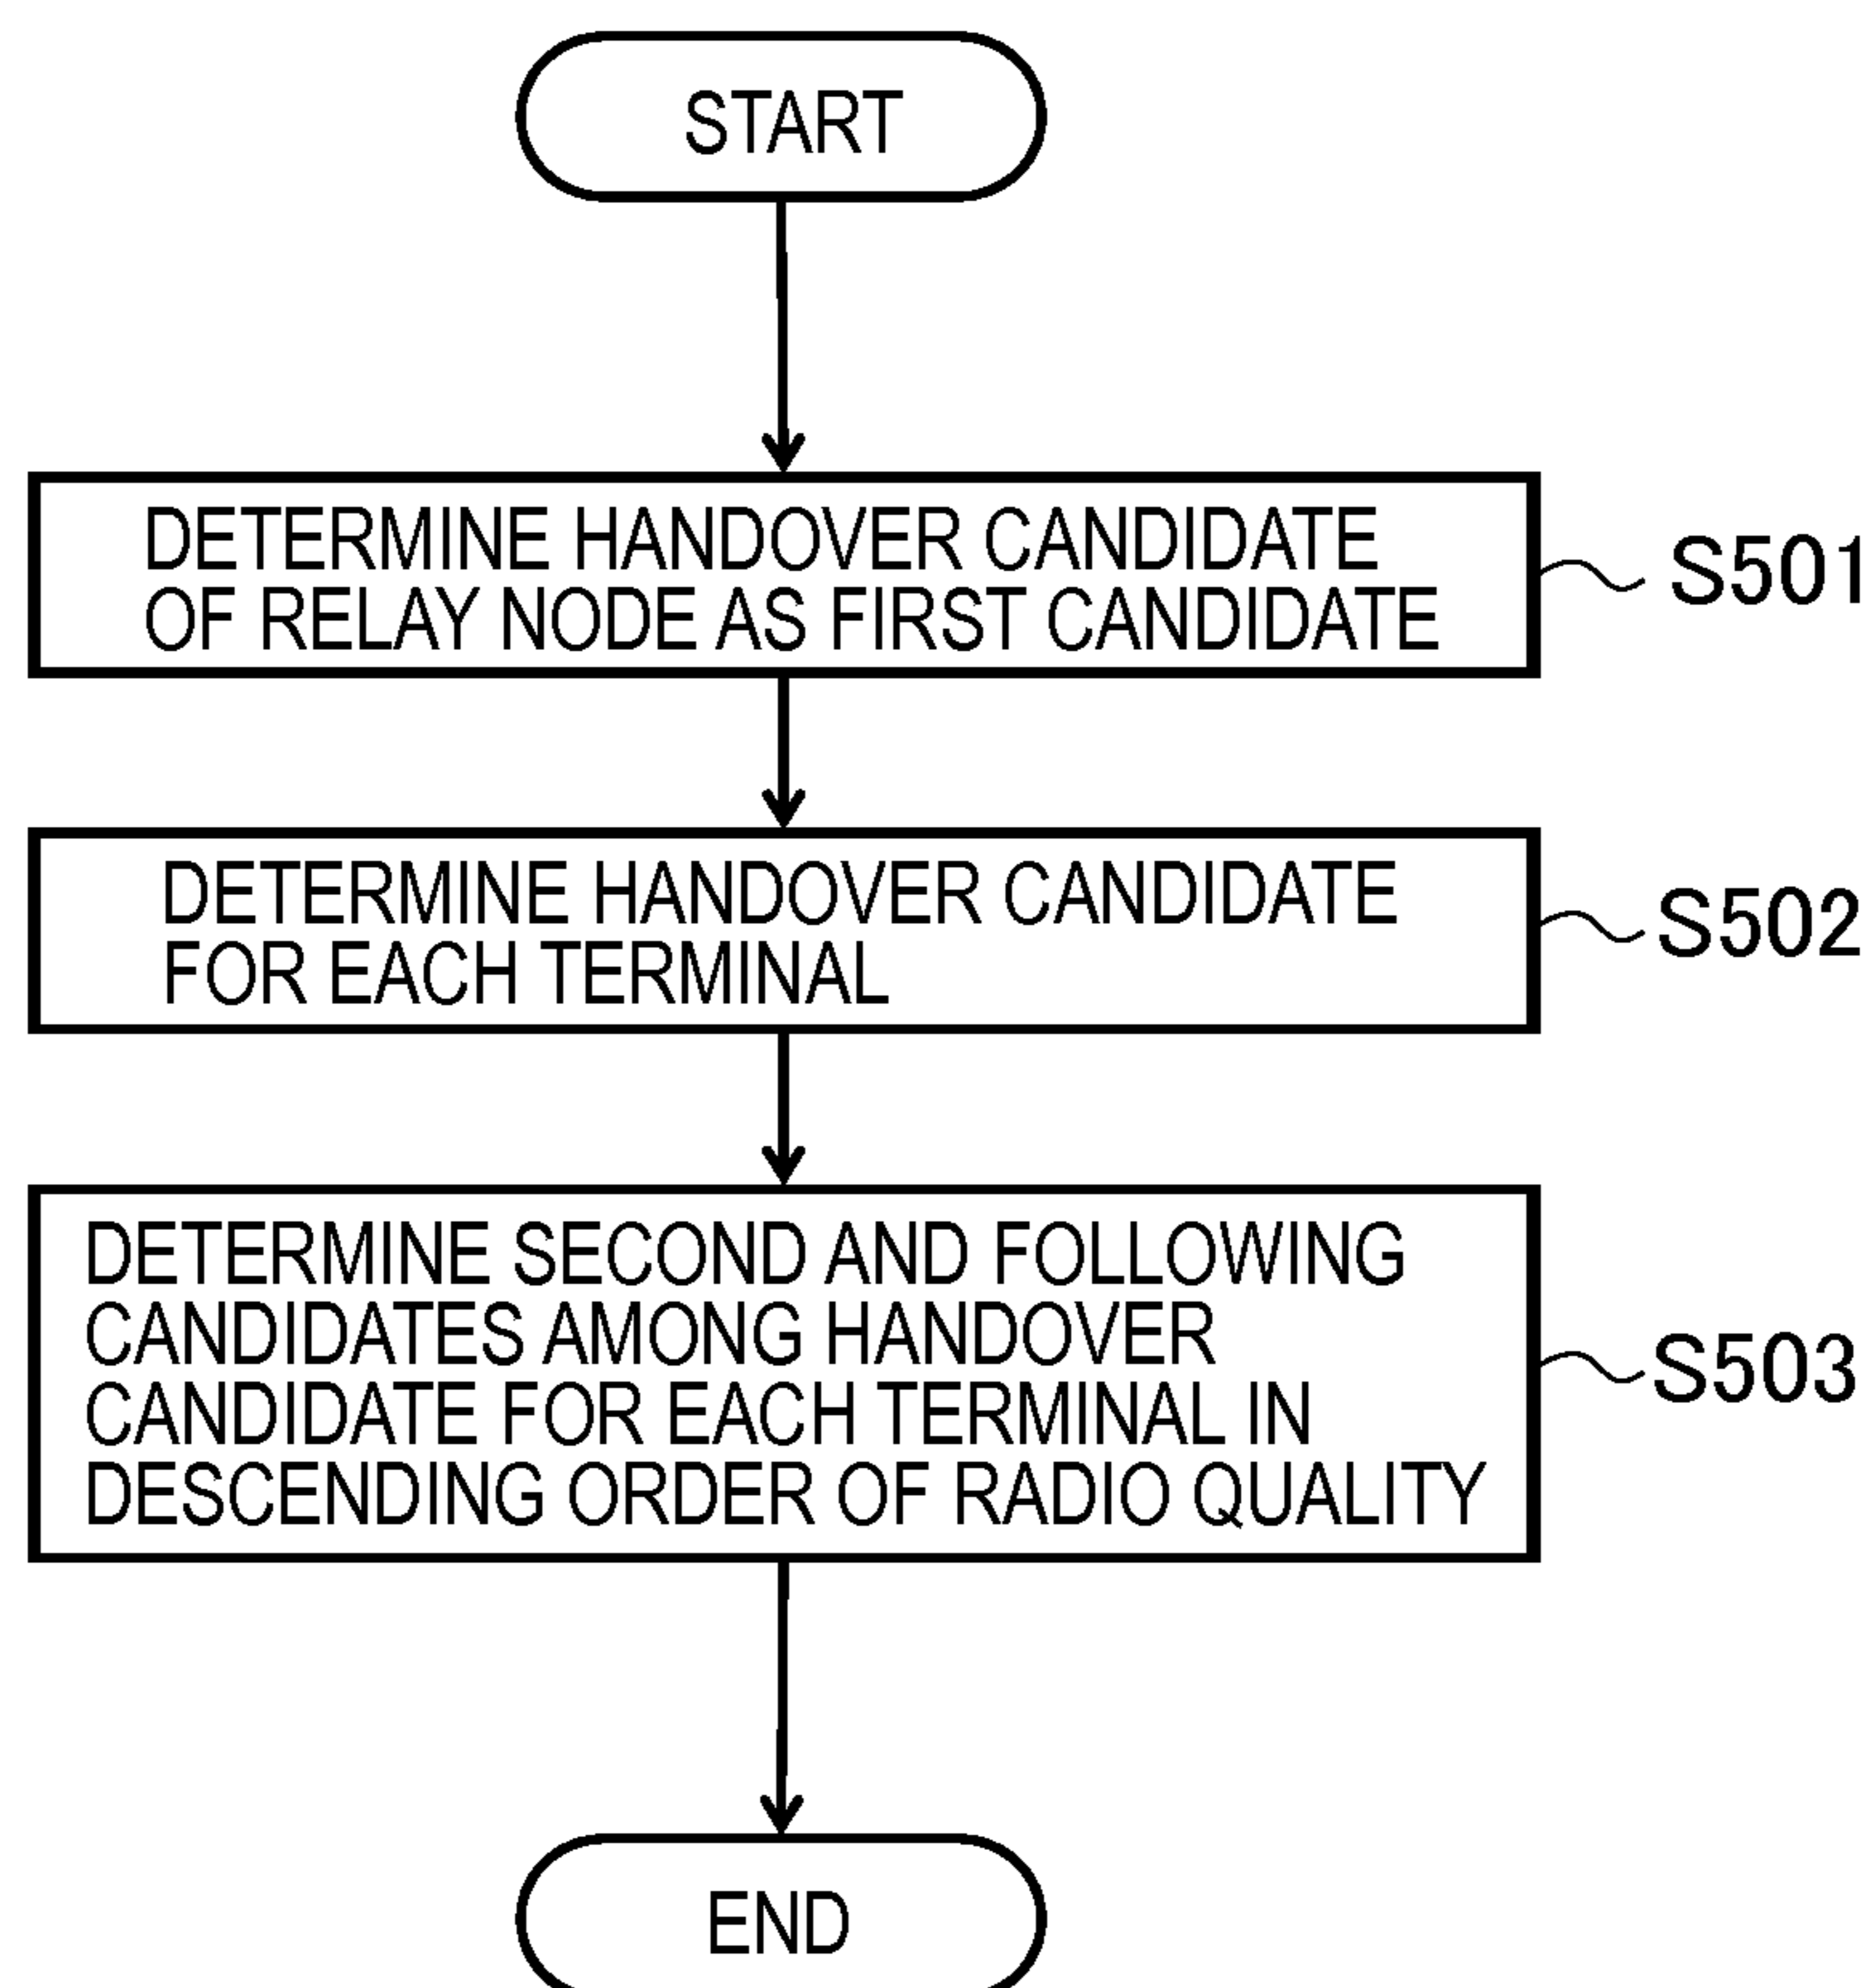 START
DETERMINE HANDOVER CANDIDATE
OF RELAY NODE AS FIRST CANDIDATE
S501
DETERMINE HANDOVER CANDIDATE
FOR EACH TERMINAL
S502
DETERMINE SECOND AND FOLLOWING
CANDIDATES AMONG HANDOVER
CANDIDATE FOR EACH TERMINAL IN
DESCENDING ORDER OF RADIO QUALITY
S503
END